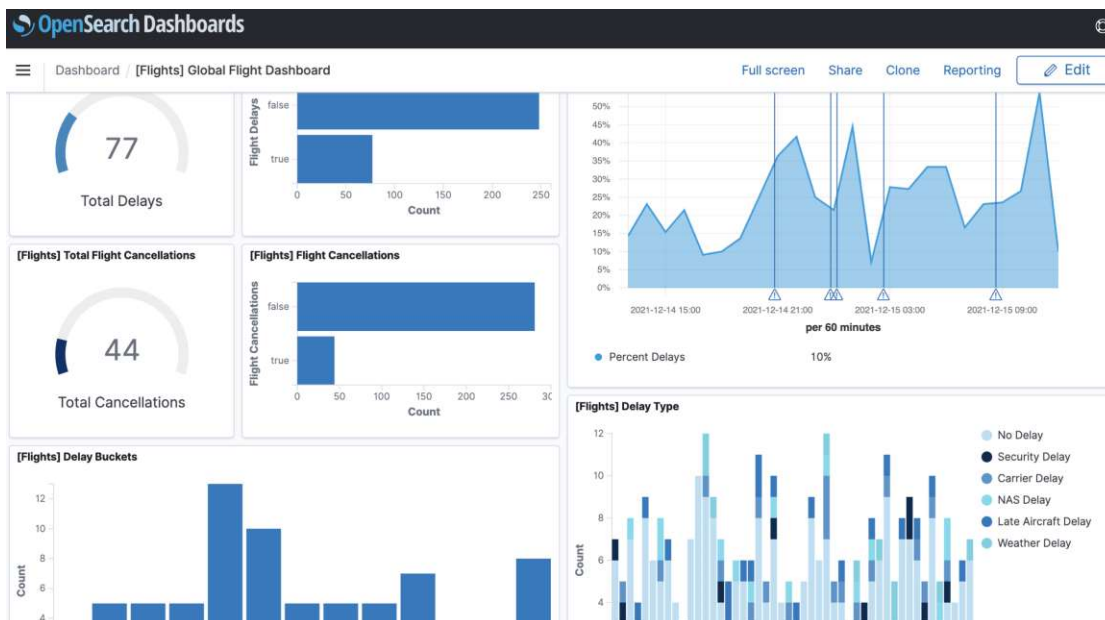 OpenSearch Dashboards
Dashboard / [Flights] Global Flight Dashboard
Full screen Share Clone Reporting Edit
77
Total Delays
Flight Delays
false
true
0 50 100 150 200 250
Count
50%
45%
40%
35%
30%
25%
20%
15%
10%
5%
0%
2021-12-14 15:00 2021-12-14 21:00 2021-12-15 03:00 2021-12-15 09:00
per 60 minutes
Percent Delays 10%
[Flights] Total Flight Cancellations
44
Total Cancellations
[Flights] Flight Cancellations
Flight Cancellations
false
true
0 50 100 150 200 250 30
Count
[Flights] Delay Buckets
Count
12
10
8
6
4
[Flights] Delay Type
Count
12
10
8
6
4
No Delay
Security Delay
Carrier Delay
NAS Delay
Late Aircraft Delay
Weather Delay